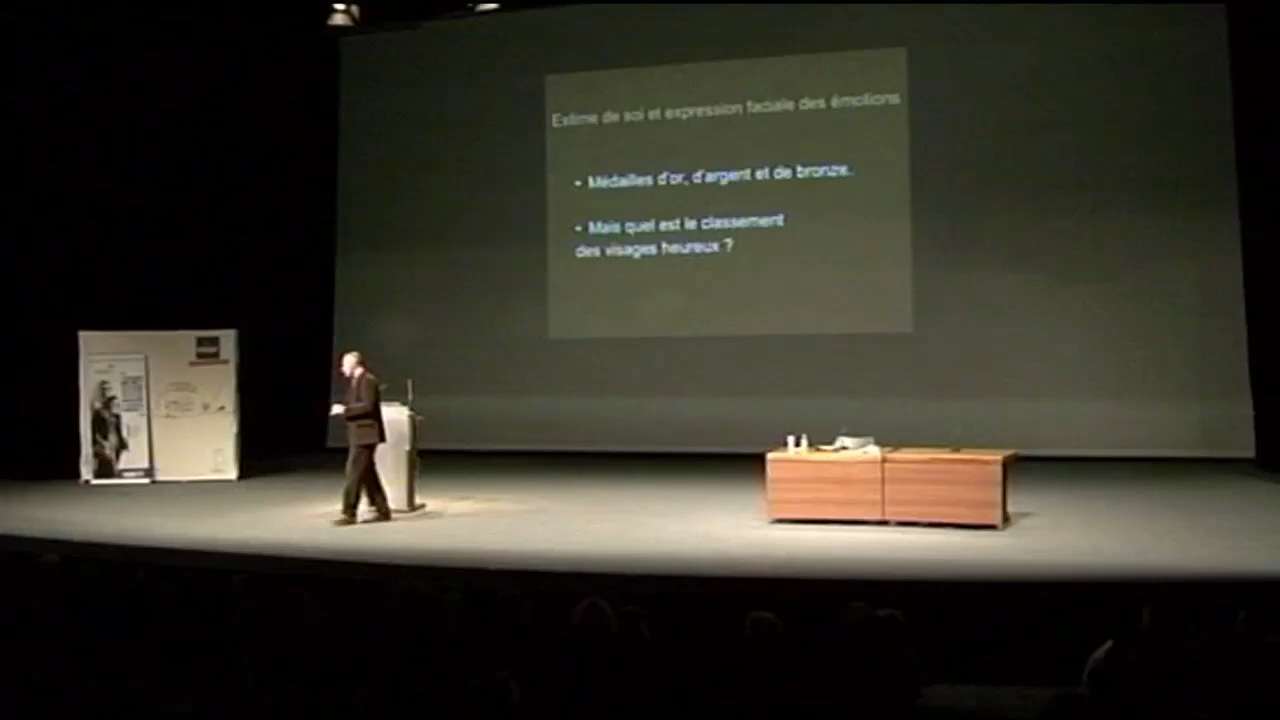 Estime de soi et expression faciale des émotions
• Médailles d'or, d'argent et de bronze.
• Mais quel est le classement
des visages heureux ?